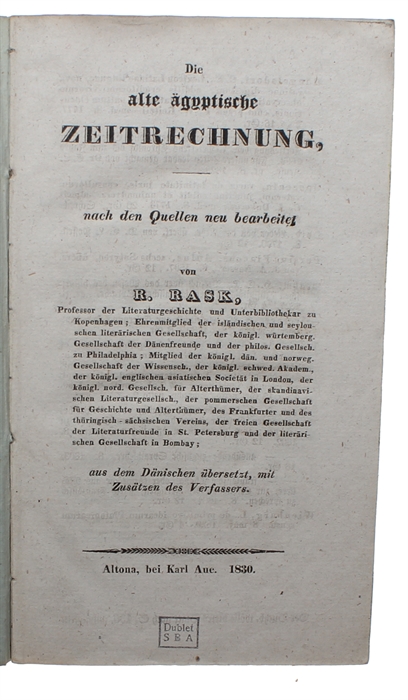 Die
alte ägyptische
ZEITRECHNUNG,
nach den Quellen neu bearbeitet
von
R. RASK,
Professor der Literaturgeschichte und Unterbibliothekar zu
Kopenhagen; Ehrenmitglied der isländischen und seylon-
schen literärischen Gesellschaft, der königl. würtemberg.
Gesellschaft der Dänenfreunde und der philos. Gesellsch.
zu Philadelphia; Mitglied der königl. dän. und norweg.
Gesellschaft der Wissensch., der königl. schwed. Akadem.,
der königl. englischen asiatischen Societät in London, der
königl. nord. Gesellsch. für Alterthümer, der skandinavi-
schen Literaturgesellsch., der pommerschen Gesellschaft
für Geschichte und Alterthümer, des Frankfurter und des
thüringisch-sächsischen Vereins, der freien Gesellschaft
der Literaturfreunde in St. Petersburg und der literäri-
schen Gesellschaft in Bombay;
aus dem Dänischen übersetzt, mit
Zusätzen des Verfassers.
Altona, bei Karl Aue. 1830.
Dublet
SBA